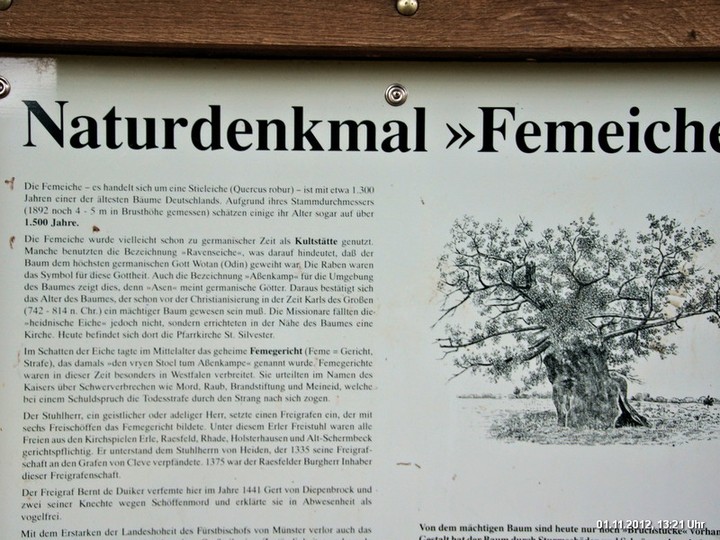 Naturdenkmal »Femeiche
Die Femeiche – es handelt sich um eine Stieleiche (Quercus robur) – ist mit etwa 1.300
Jahren einer der ältesten Bäume Deutschlands. Aufgrund ihres Stammdurchmessers
(1892 noch 4 - 5 m in Brusthöhe gemessen) schätzen einige ihr Alter sogar auf über
1.500 Jahre.
Die Femeiche wurde vielleicht schon zu germanischer Zeit als Kultstätte genutzt.
Manche benutzten die Bezeichnung »Ravenseiche«, was darauf hindeutet, daß der
Baum dem höchsten germanischen Gott Wotan (Odin) geweiht war. Die Raben waren
das Symbol für diese Gottheit. Auch die Bezeichnung »Aßenkamp« für die Umgebung
des Baumes zeigt dies, denn »Asen« meint germanische Götter. Daraus bestätigt sich
das Alter des Baumes, der schon vor der Christianisierung in der Zeit Karls des Großen
(742 - 814 n. Chr.) ein mächtiger Baum gewesen sein muß. Die Missionare fällten die
»heidnische Eiche« jedoch nicht, sondern errichteten in der Nähe des Baumes eine
Kirche. Heute befindet sich dort die Pfarrkirche St. Silvester.
Im Schatten der Eiche tagte im Mittelalter das geheime Femegericht (Feme = Gericht,
Strafe), das damals »den vryen Stoel tum Aßenkampe« genannt wurde. Femegerichte
waren in dieser Zeit besonders in Westfalen verbreitet. Sie urteilten im Namen des
Kaisers über Schwerverbrechen wie Mord, Raub, Brandstiftung und Meineid, welche
bei einem Schuldspruch die Todesstrafe durch den Strang nach sich zogen.
Der Stuhlherr, ein geistlicher oder adeliger Herr, setzte einen Freigrafen ein, der mit
sechs Freischöffen das Femegericht bildete. Unter diesem Erler Freistuhl waren alle
Freien aus den Kirchspielen Erle, Raesfeld, Rhade, Holsterhausen und Alt-Schermbeck
gerichtspflichtig. Er unterstand dem Stuhlherrn von Heiden, der 1335 seine Freigraf-
schaft an den Grafen von Cleve verpfändete. 1375 war der Raesfelder Burgherr Inhaber
dieser Freigrafenschaft.
Der Freigraf Bernt de Duiker verfemte hier im Jahre 1441 Gert von Diepenbrock und
zwei seiner Knechte wegen Schöffenmord und erklärte sie in Abwesenheit als
vogelfrei.
Mit dem Erstarken der Landeshoheit des Fürstbischofs von Münster verlor auch das
Von dem mächtigen Baum sind heute nur noch »Bruchstücke« vorhan
01.11.2012, 13:21 Uhr